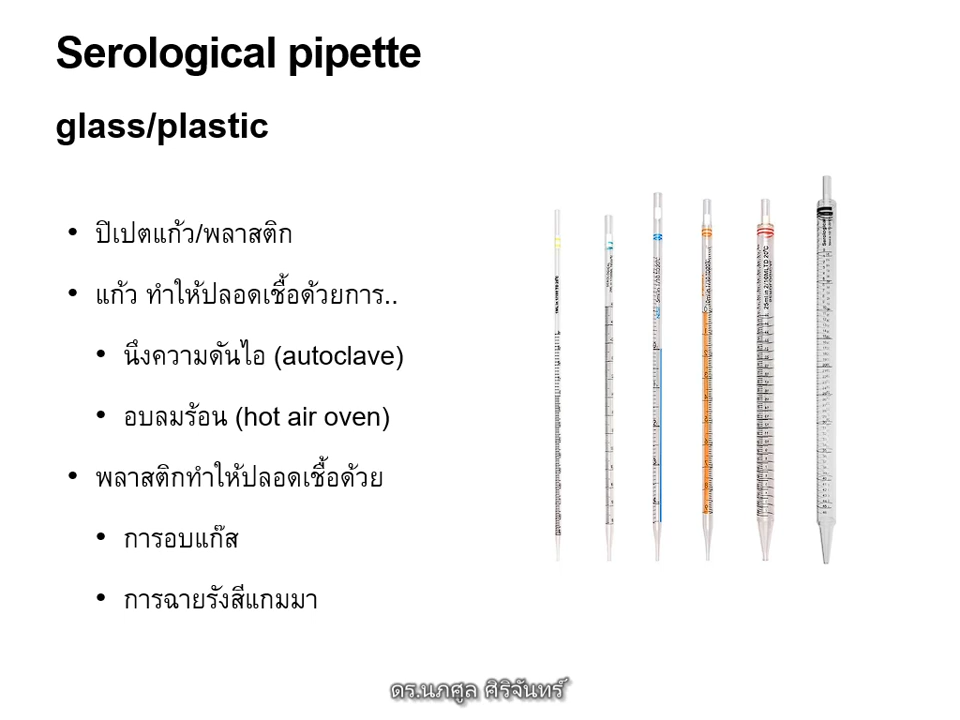 Serological pipette
glass/plastic
• ปิเปตแก้ว/พลาสติก
• แก้ว ทำให้ปลอดเชื้อด้วยการ..
• นึ่งความดันไอ (autoclave)
• อบลมร้อน (hot air oven)
• พลาสติกทำให้ปลอดเชื้อด้วย
• การอบแก๊ส
• การฉายรังสีแกมมา
ดร.นภศูล ศิริจันทร์